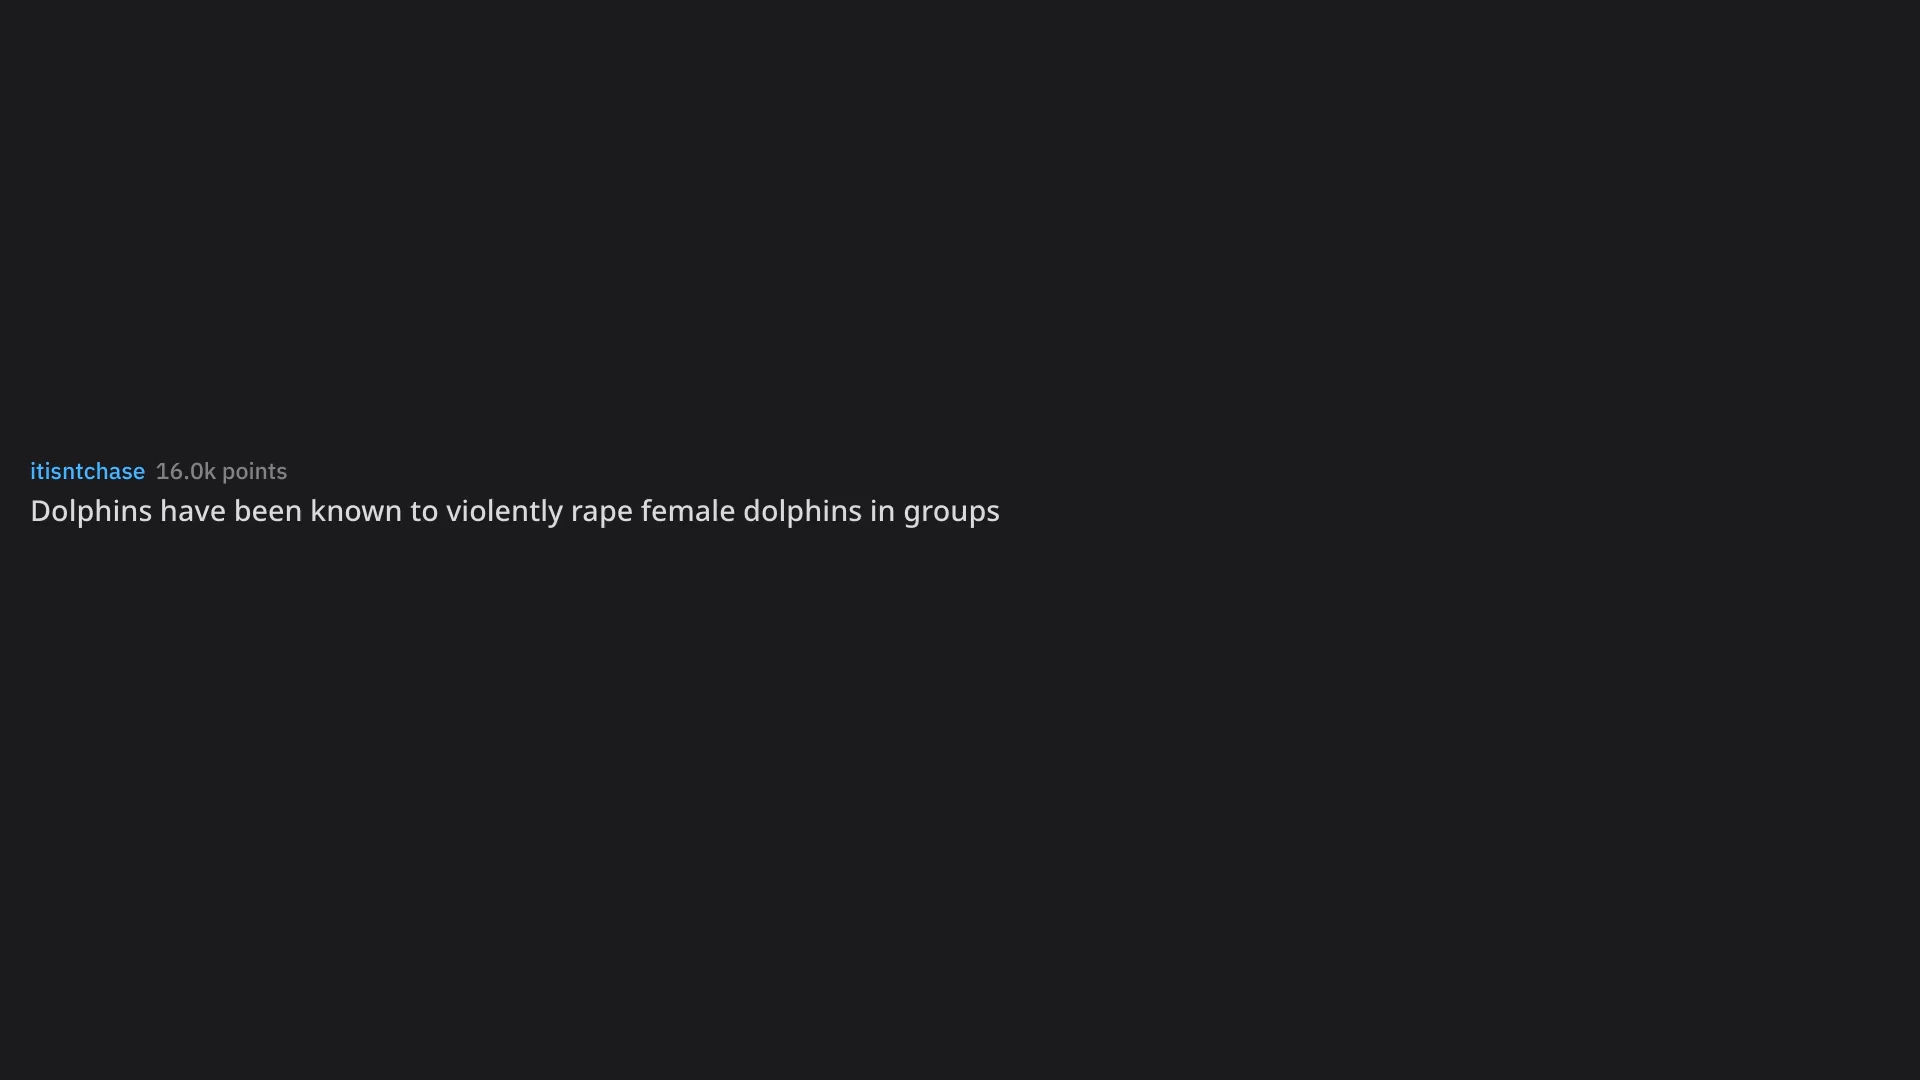 itisntchase 16.0k points
Dolphins have been known to violently rape female dolphins in groups